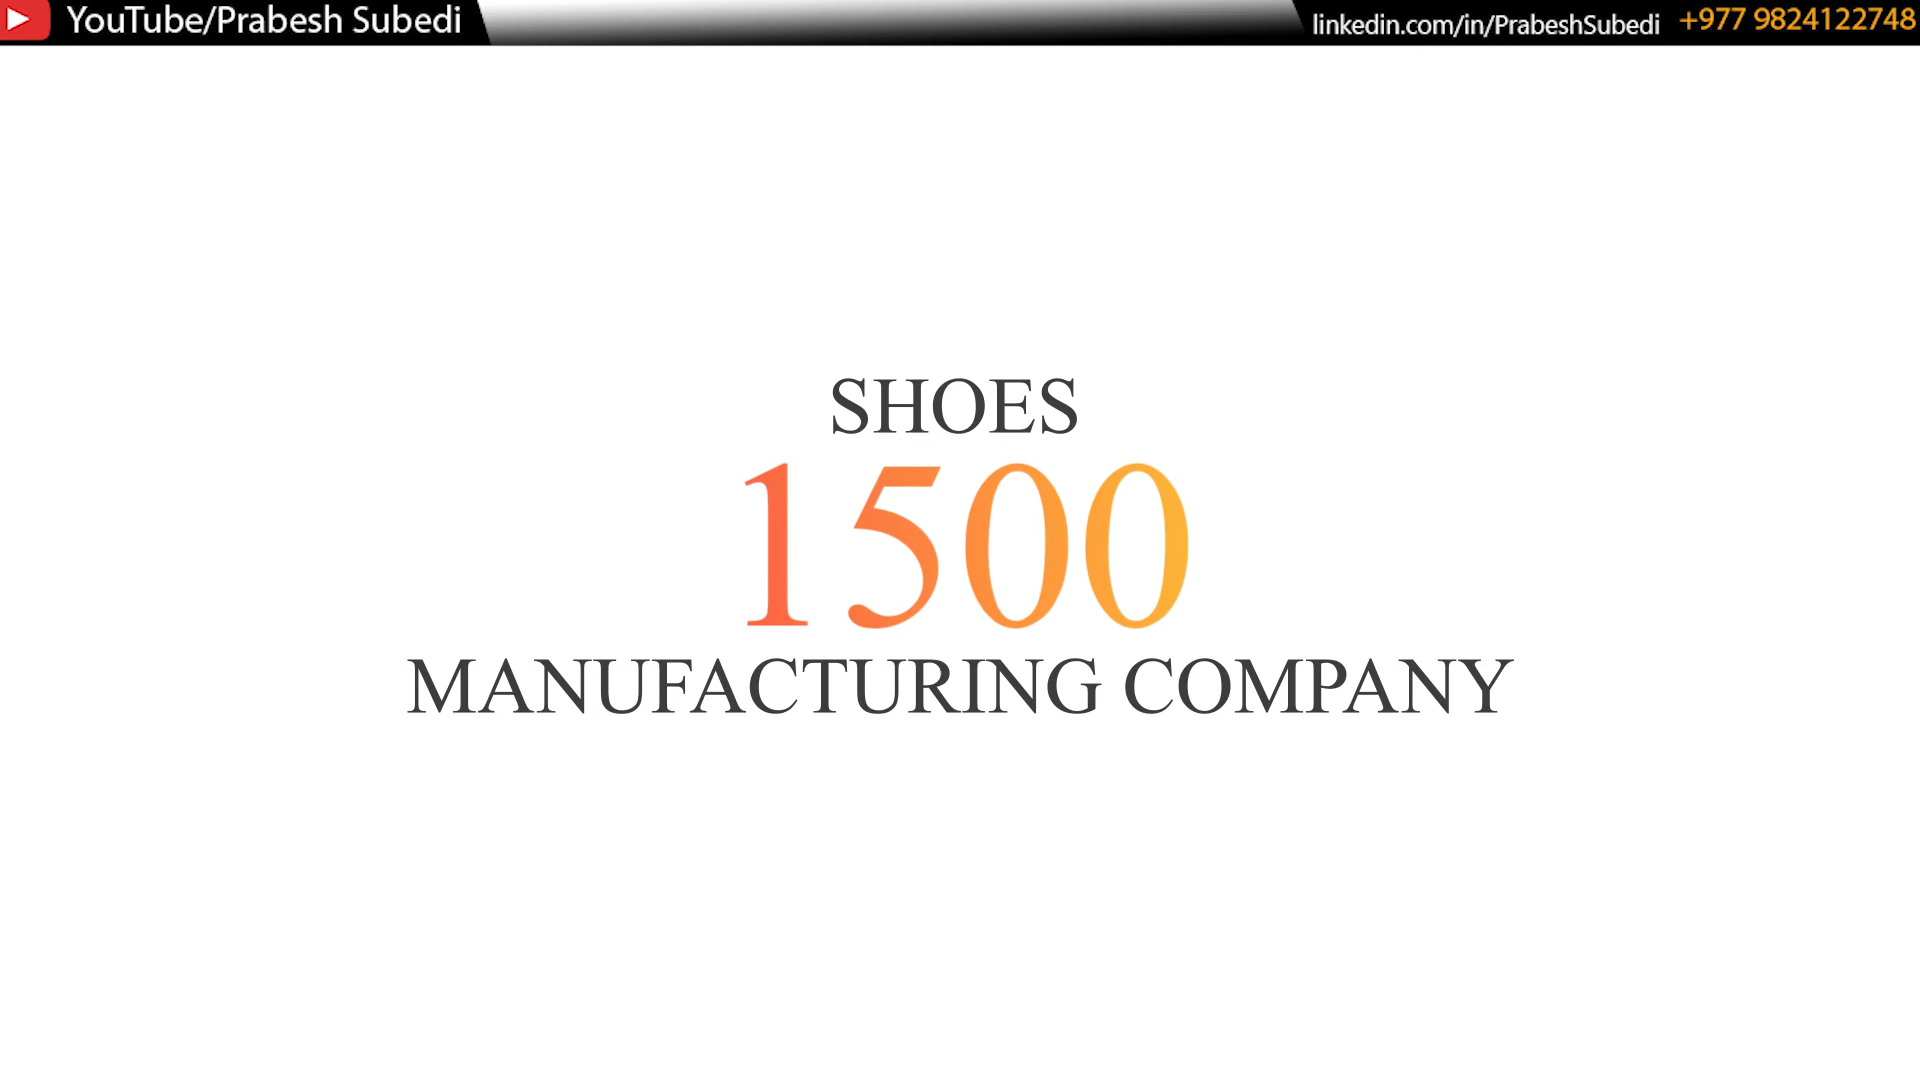 YouTube/Prabesh Subedi
linkedin.com/in/PrabeshSubedi +977 9824122748
SHOES
1500
MANUFACTURING COMPANY